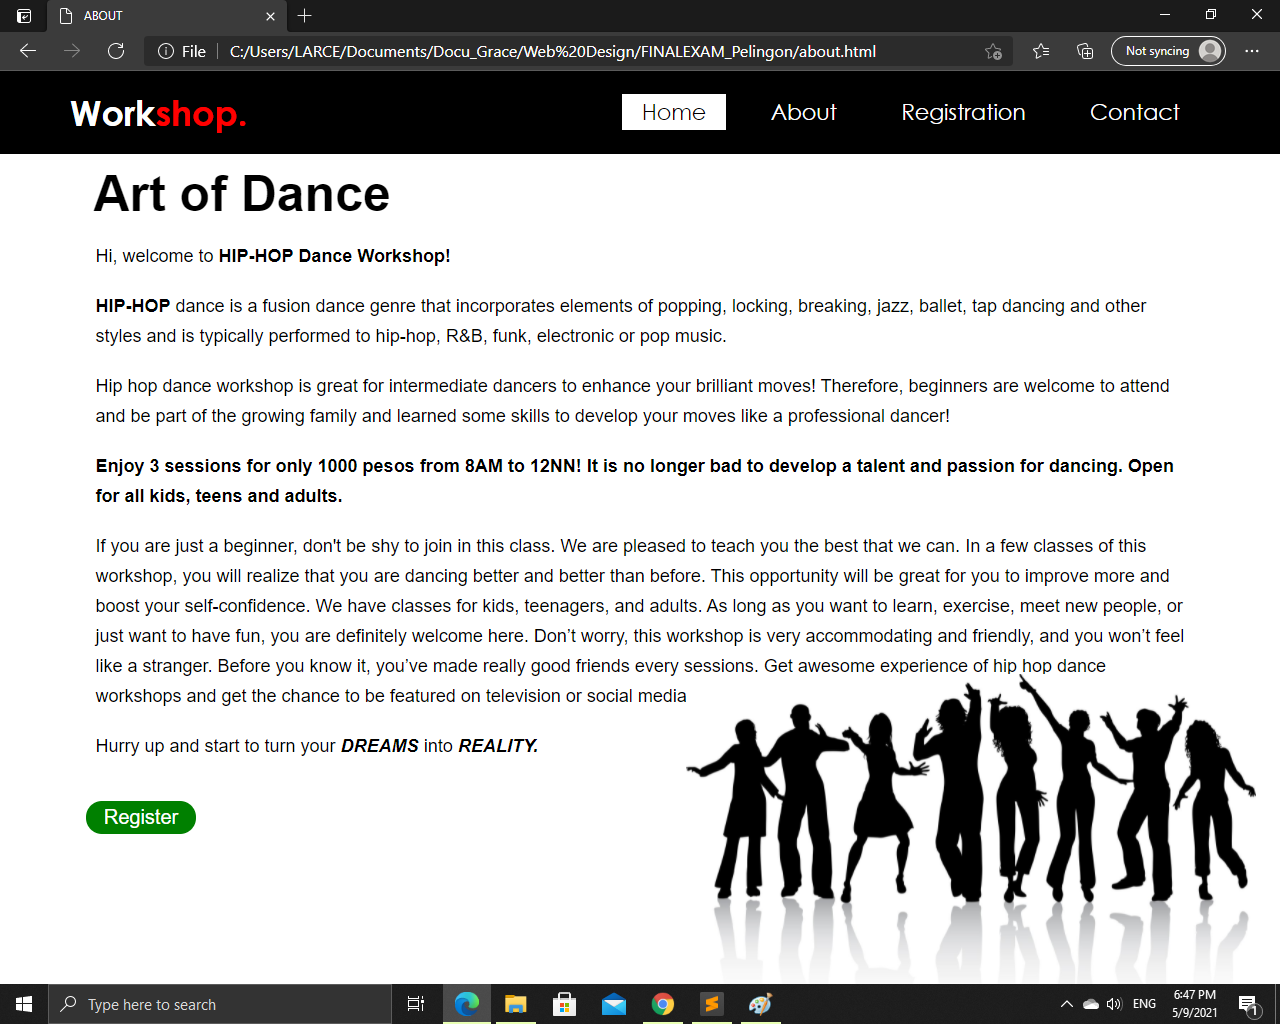 ABOUT
File
C:/Users/LARCE/Documents/Docu_Grace/Web%20Design/FINALEXAM_Pelingon/about.html
Not syncing
Workshop.
Home About Registration Contact
Art of Dance
Hi, welcome to HIP-HOP Dance Workshop!
HIP-HOP dance is a fusion dance genre that incorporates elements of popping, locking, breaking, jazz, ballet, tap dancing and other
styles and is typically performed to hip-hop, R&B, funk, electronic or pop music.
Hip hop dance workshop is great for intermediate dancers to enhance your brilliant moves! Therefore, beginners are welcome to attend
and be part of the growing family and learned some skills to develop your moves like a professional dancer!
Enjoy 3 sessions for only 1000 pesos from 8AM to 12NN! It is no longer bad to develop a talent and passion for dancing. Open
for all kids, teens and adults.
If you are just a beginner, don't be shy to join in this class. We are pleased to teach you the best that we can. In a few classes of this
workshop, you will realize that you are dancing better and better than before. This opportunity will be great for you to improve more and
boost your self-confidence. We have classes for kids, teenagers, and adults. As long as you want to learn, exercise, meet new people, or
just want to have fun, you are definitely welcome here. Don’t worry, this workshop is very accommodating and friendly, and you won’t feel
like a stranger. Before you know it, you’ve made really good friends every sessions. Get awesome experience of hip hop dance
workshops and get the chance to be featured on television or social media
Hurry up and start to turn your DREAMS into REALITY.
Register
Type here to search
ENG
6:47 PM
5/9/2021
1